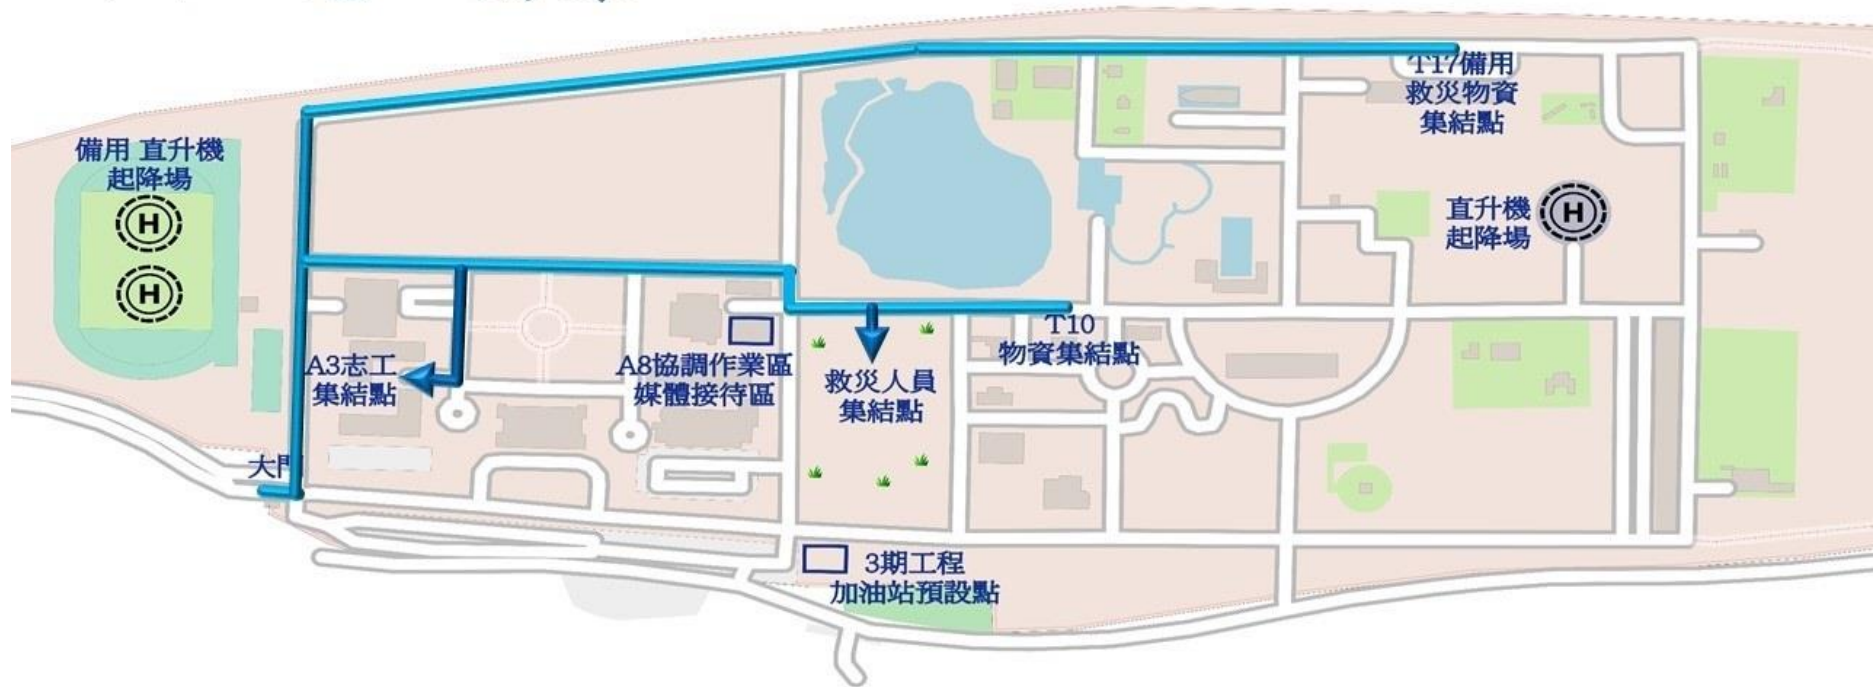 T17備用
救災物資
集結點
備用 直升機
起降場
H
H
直升機
起降場
H
T10
物資集結點
A3志工
集結點
A8協調作業區
媒體接待區
救災人員
集結點
大門
3期工程
加油站預設點